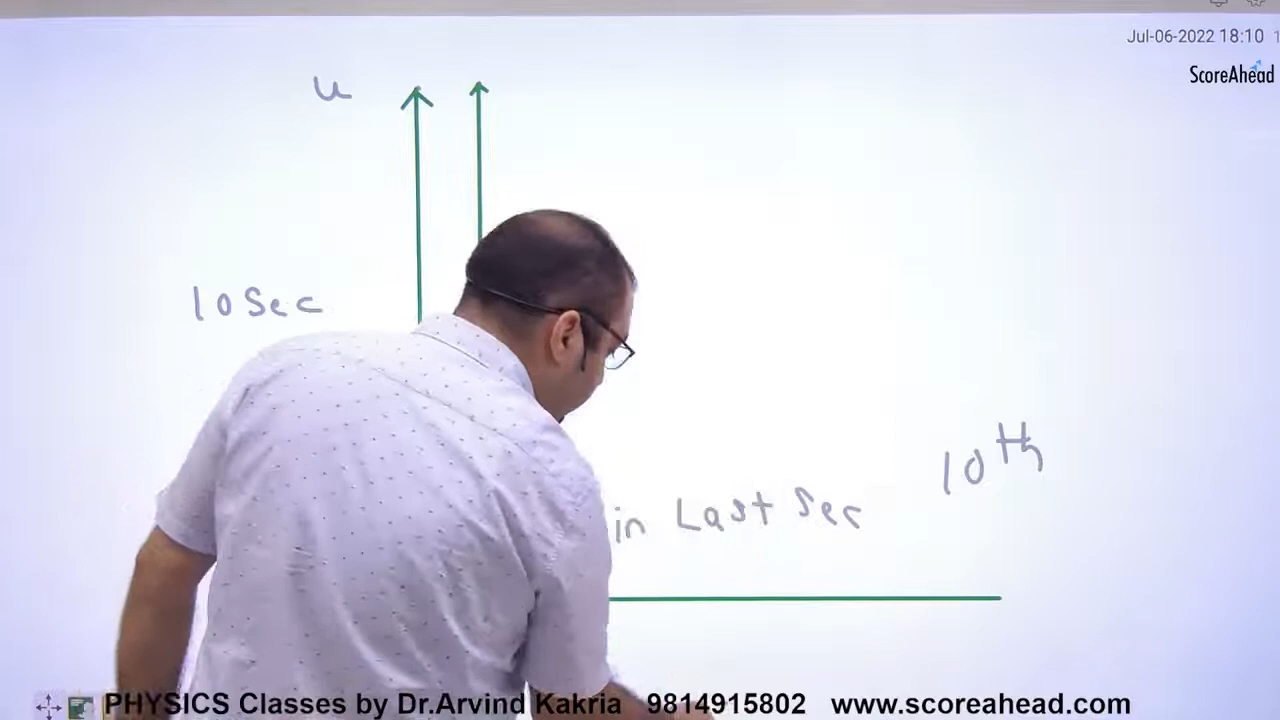 Jul-06-2022 18:10 1
ScoreAhead
u
10 Sec
10th
in Last Sec
PHYSICS Classes by Dr.Arvind Kakria 9814915802 www.scoreahead.com